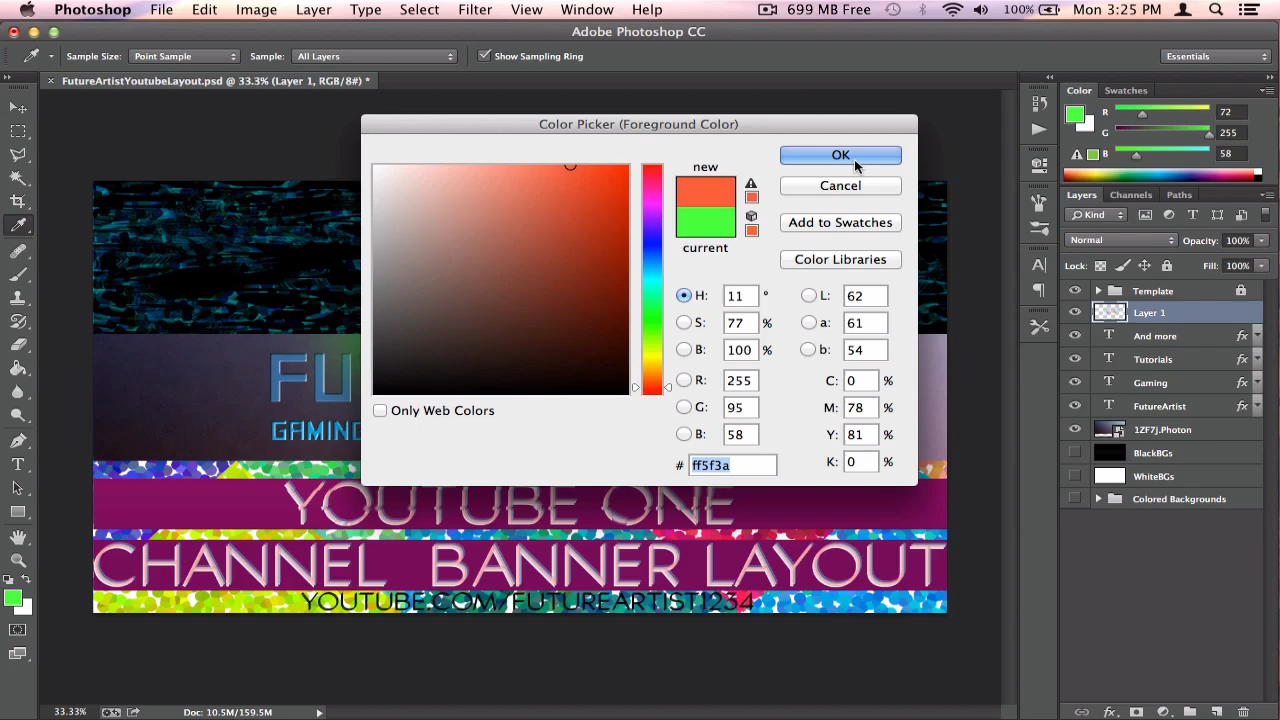 Photoshop File Edit Image Layer Type Select Filter View Window Help 699 MB Free 100% Mon 3:25 PM
Adobe Photoshop CC
Sample Size: Point Sample Sample: All Layers Show Sampling Ring Essentials
FutureArtistYoutubeLayout.psd @ 33.3% (Layer 1, RGB/8#) *
Color Picker (Foreground Color)
new
current
OK
Cancel
Add to Swatches
Color Libraries
H: 11 ° L: 62
S: 77 % a: 61
B: 100 % b: 54
R: 255 C: 0 %
G: 95 M: 78 %
B: 58 Y: 81 %
# ff5f3a K: 0 %
Only Web Colors
Color Swatches
R 72
G 255
B 58
Layers Channels Paths
Kind
Normal Opacity: 100%
Lock: Fill: 100%
Template
Layer 1
And more fx
Tutorials fx
Gaming fx
FutureArtist fx
1ZF7j.Photon
BlackBGs
WhiteBGs
Colored Backgrounds
FU
GAMING
YOUTUBE ONE
CHANNEL BANNER LAYOUT
YOUTUBE.COM/FUTUREARTIST1234
33.33% Doc: 10.5M/159.5M
fx